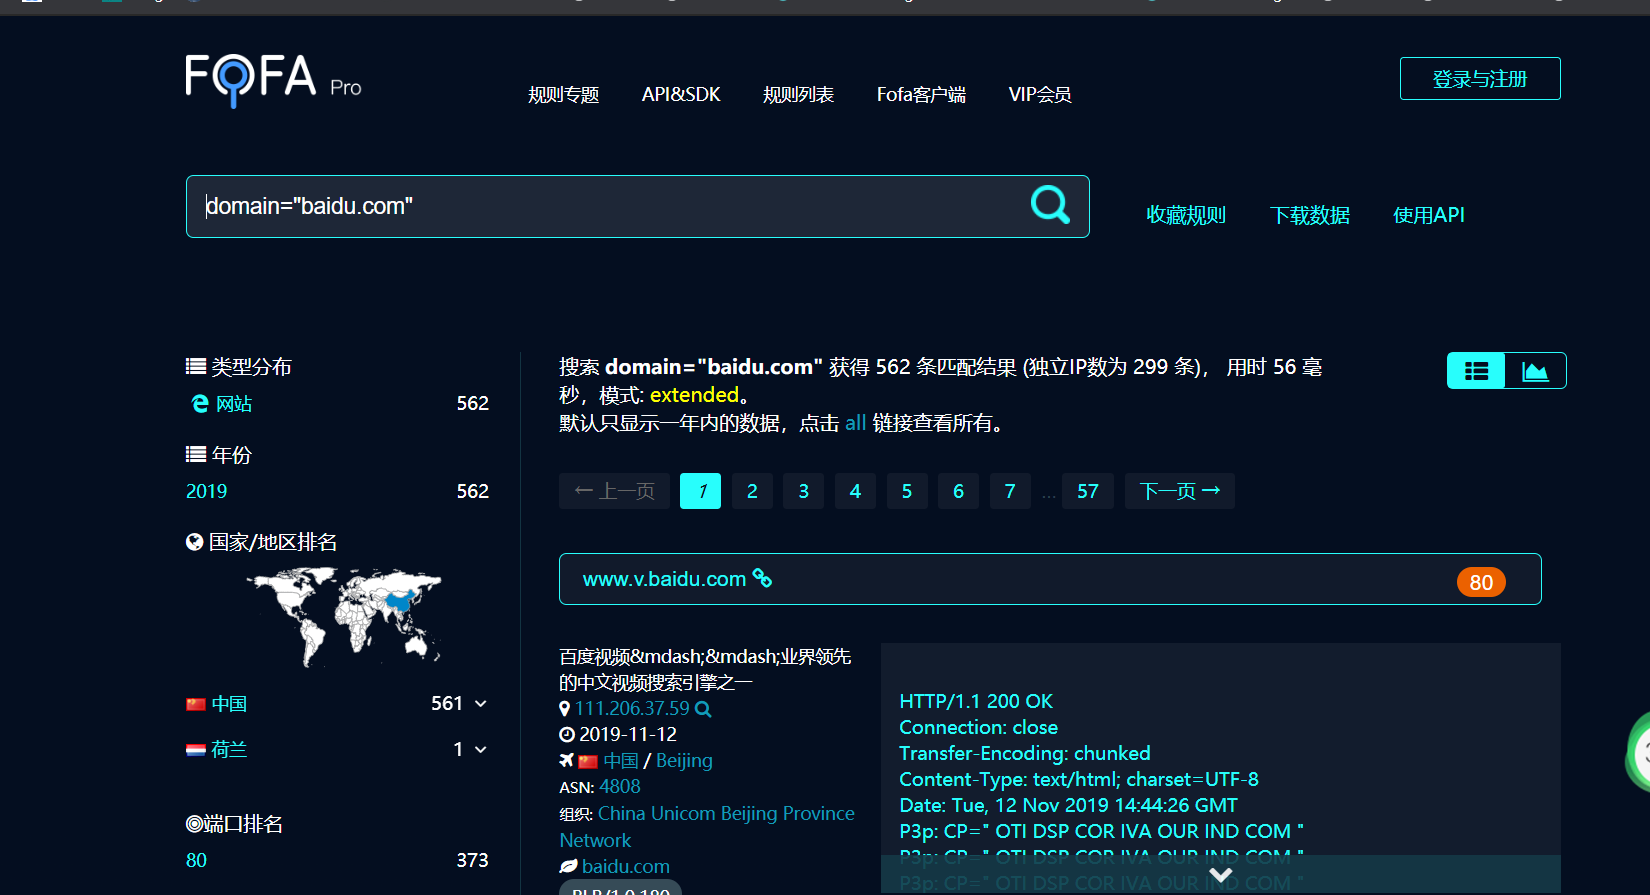 FOFA Pro
规则专题 API&SDK 规则列表 Fofa客户端 VIP会员
登录与注册
domain="baidu.com"
收藏规则 下载数据 使用API
类型分布
网站 562
年份
2019 562
国家/地区排名
中国 561
荷兰 1
端口排名
80 373
搜索 domain="baidu.com" 获得 562 条匹配结果 (独立IP数为 299 条)， 用时 56 毫
秒，模式: extended。
默认只显示一年内的数据，点击 all 链接查看所有。
←上一页 1 2 3 4 5 6 7 ... 57 下一页→
www.v.baidu.com 80
百度视频&mdash;&mdash;业界领先
的中文视频搜索引擎之一
111.206.37.59
2019-11-12
中国 / Beijing
ASN: 4808
组织: China Unicom Beijing Province
Network
baidu.com
HTTP/1.1 200 OK
Connection: close
Transfer-Encoding: chunked
Content-Type: text/html; charset=UTF-8
Date: Tue, 12 Nov 2019 14:44:26 GMT
P3p: CP=" OTI DSP COR IVA OUR IND COM "
P3p: CP=" OTI DSP COR IVA OUR IND COM "
P3p: CP=" OTI DSP COR IVA OUR IND COM "